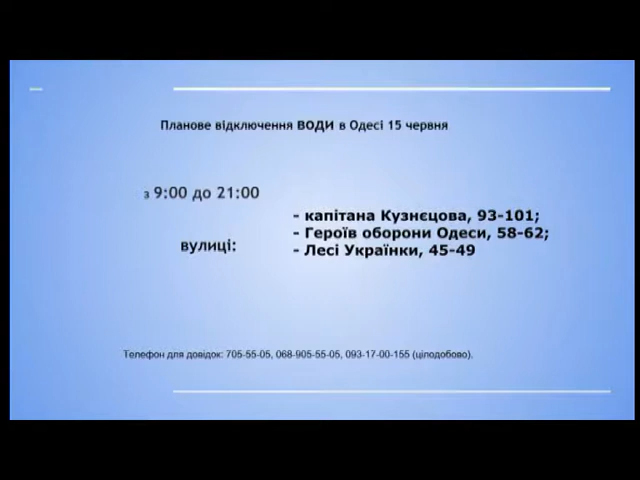 Планове відключення ВОДИ в Одесі 15 червня
з 9:00 до 21:00
- капітана Кузнєцова, 93-101;
- Героїв оборони Одеси, 58-62;
вулиці:
- Лесі Українки, 45-49
Телефон для довідок: 705-55-05, 068-905-55-05, 093-17-00-155 (цілодобово).